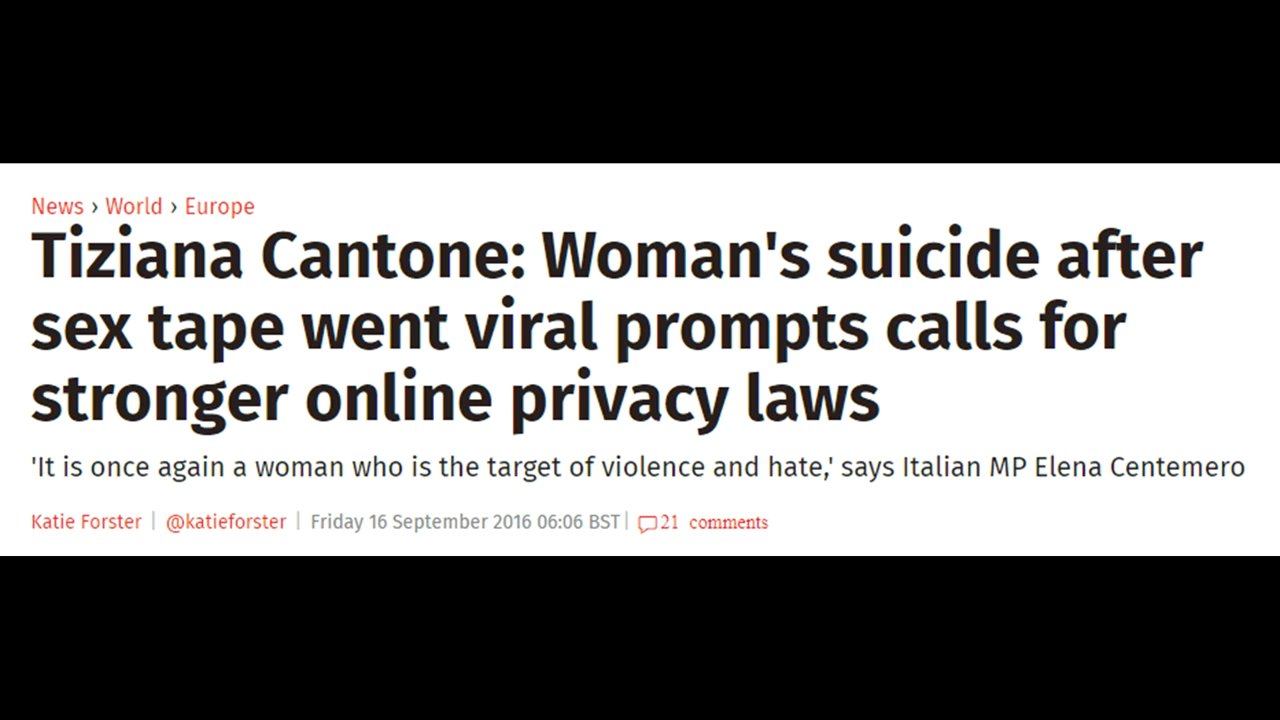 News › World › Europe
Tiziana Cantone: Woman's suicide after
sex tape went viral prompts calls for
stronger online privacy laws
'It is once again a woman who is the target of violence and hate,' says Italian MP Elena Centemero
Katie Forster | @katieforster | Friday 16 September 2016 06:06 BST | 21 comments